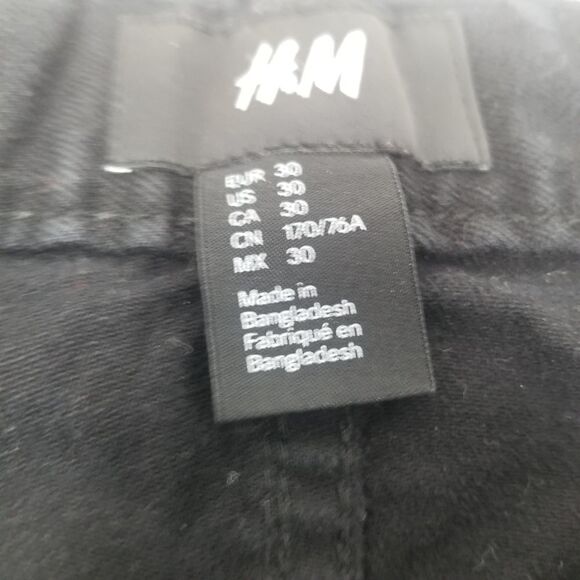 H&M
EUR 30
US 30
CA 30
CN 170/76A
MX 30
Made in
Bangladesh
Fabriqué en
Bangladesh